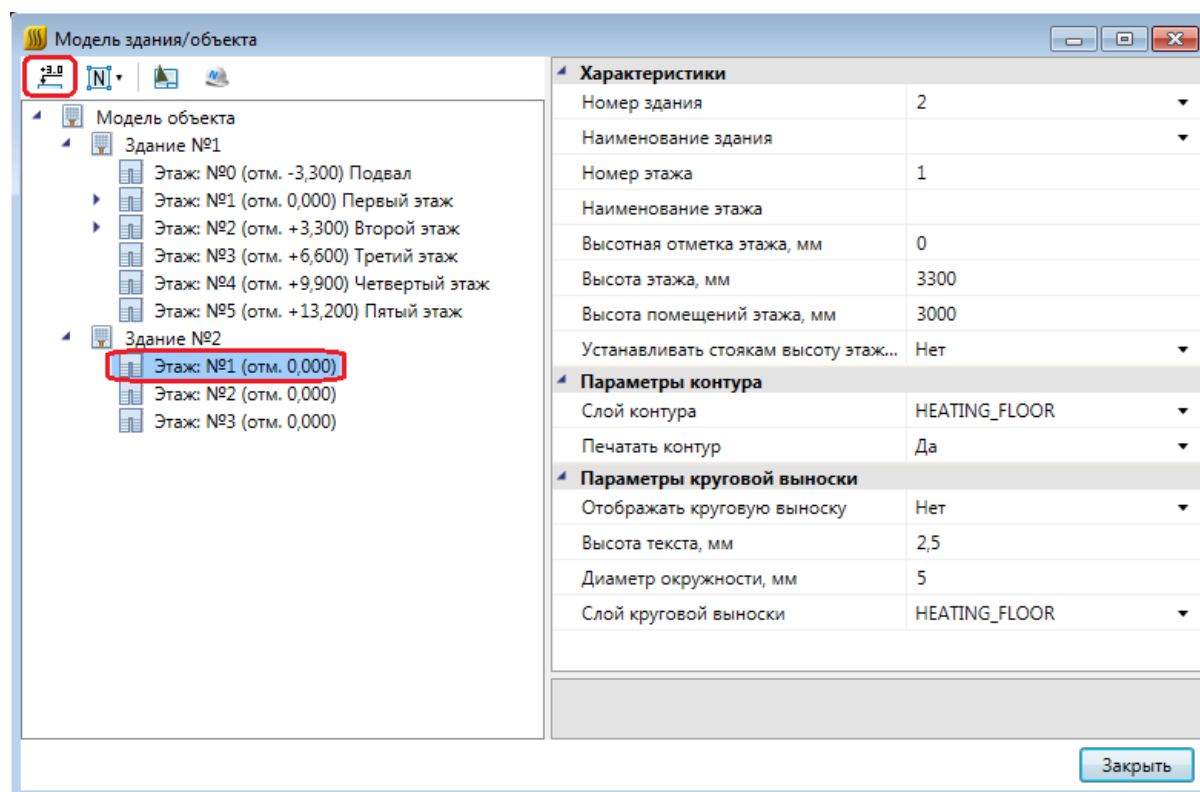 Модель здания/объекта
+3.0
N
Модель объекта
Здание №1
Этаж: №0 (отм. -3,300) Подвал
Этаж: №1 (отм. 0,000) Первый этаж
Этаж: №2 (отм. +3,300) Второй этаж
Этаж: №3 (отм. +6,600) Третий этаж
Этаж: №4 (отм. +9,900) Четвертый этаж
Этаж: №5 (отм. +13,200) Пятый этаж
Здание №2
Этаж: №1 (отм. 0,000)
Этаж: №2 (отм. 0,000)
Этаж: №3 (отм. 0,000)
Характеристики
Номер здания 2
Наименование здания
Номер этажа 1
Наименование этажа
Высотная отметка этажа, мм 0
Высота этажа, мм 3300
Высота помещений этажа, мм 3000
Устанавливать стоякам высоту этаж... Нет
Параметры контура
Слой контура HEATING_FLOOR
Печатать контур Да
Параметры круговой выноски
Отображать круговую выноску Нет
Высота текста, мм 2,5
Диаметр окружности, мм 5
Слой круговой выноски HEATING_FLOOR
Закрыть